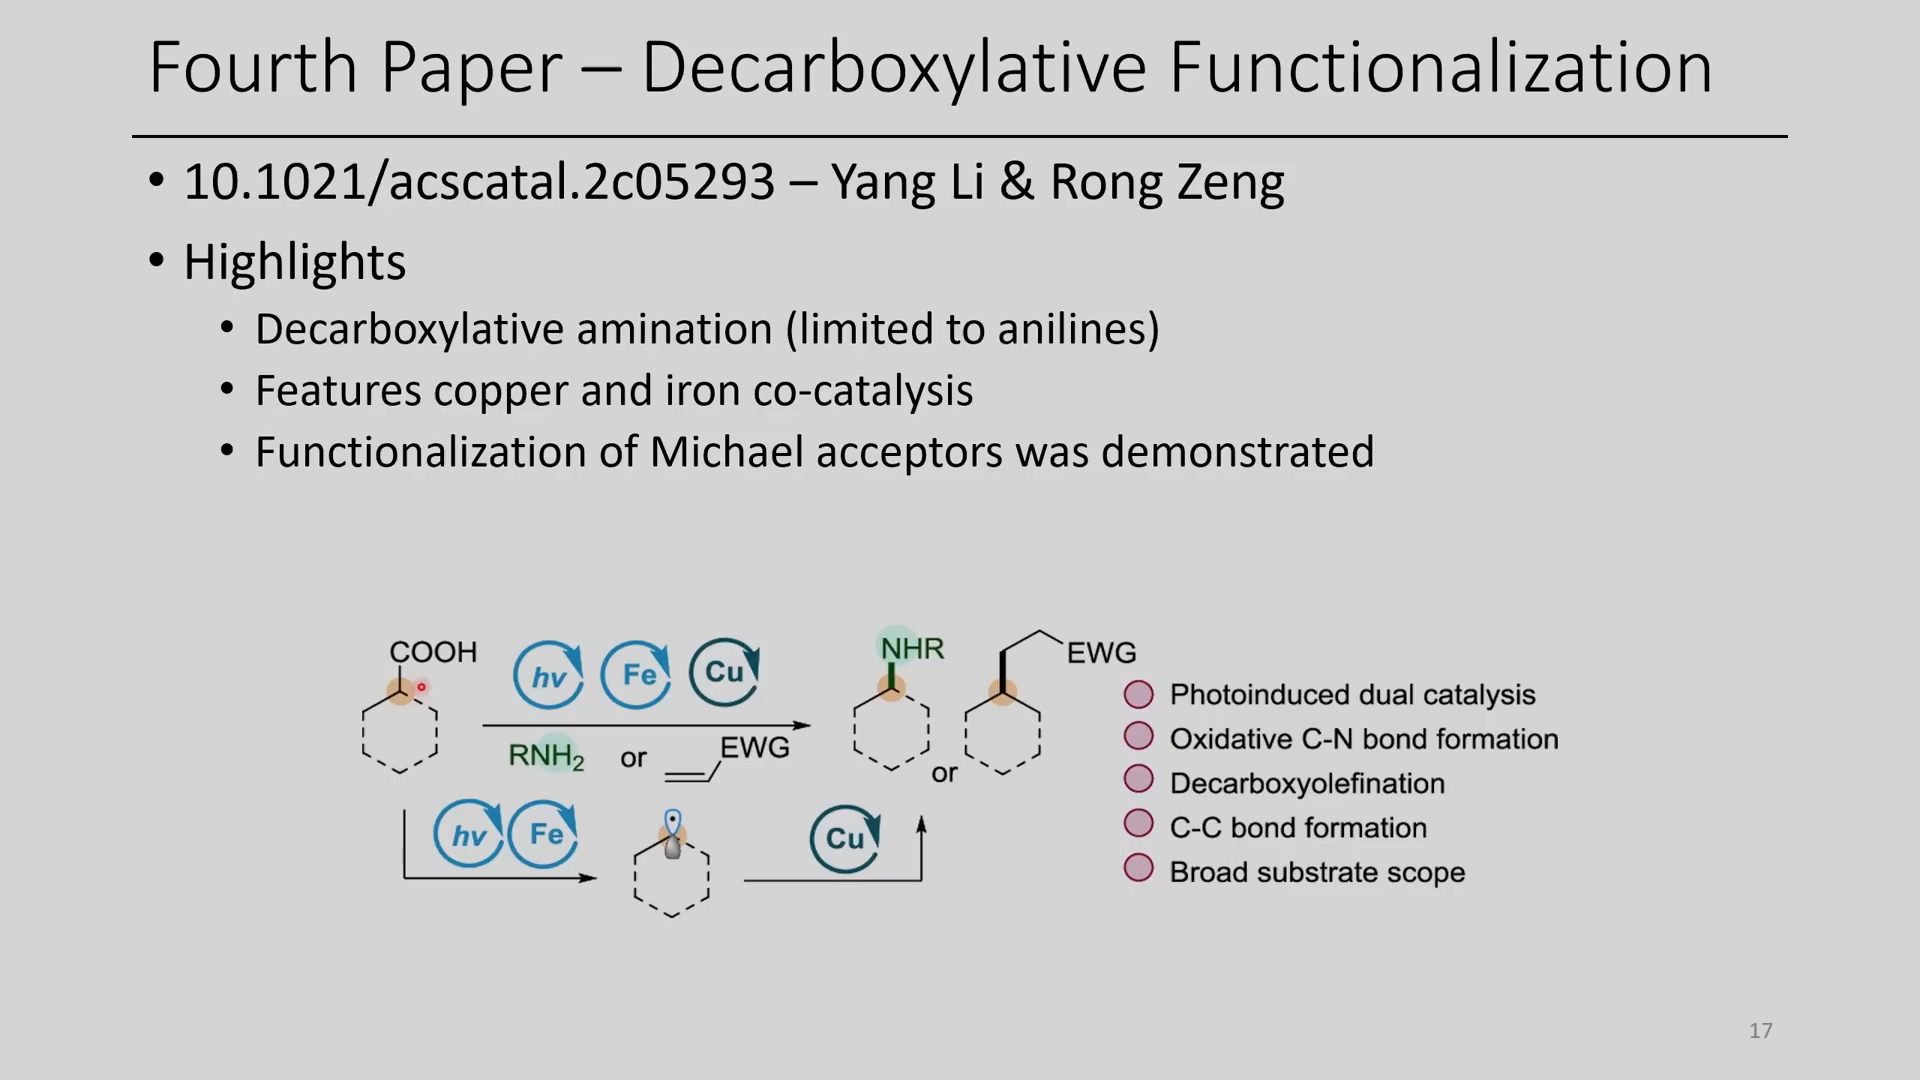 Fourth Paper – Decarboxylative Functionalization
• 10.1021/acscatal.2c05293 – Yang Li & Rong Zeng
• Highlights
• Decarboxylative amination (limited to anilines)
• Features copper and iron co-catalysis
• Functionalization of Michael acceptors was demonstrated
COOH
hv
Fe
Cu
RNH₂
or
EWG
NHR
or
EWG
hv
Fe
Cu
Photoinduced dual catalysis
Oxidative C-N bond formation
Decarboxyolefination
C-C bond formation
Broad substrate scope
17